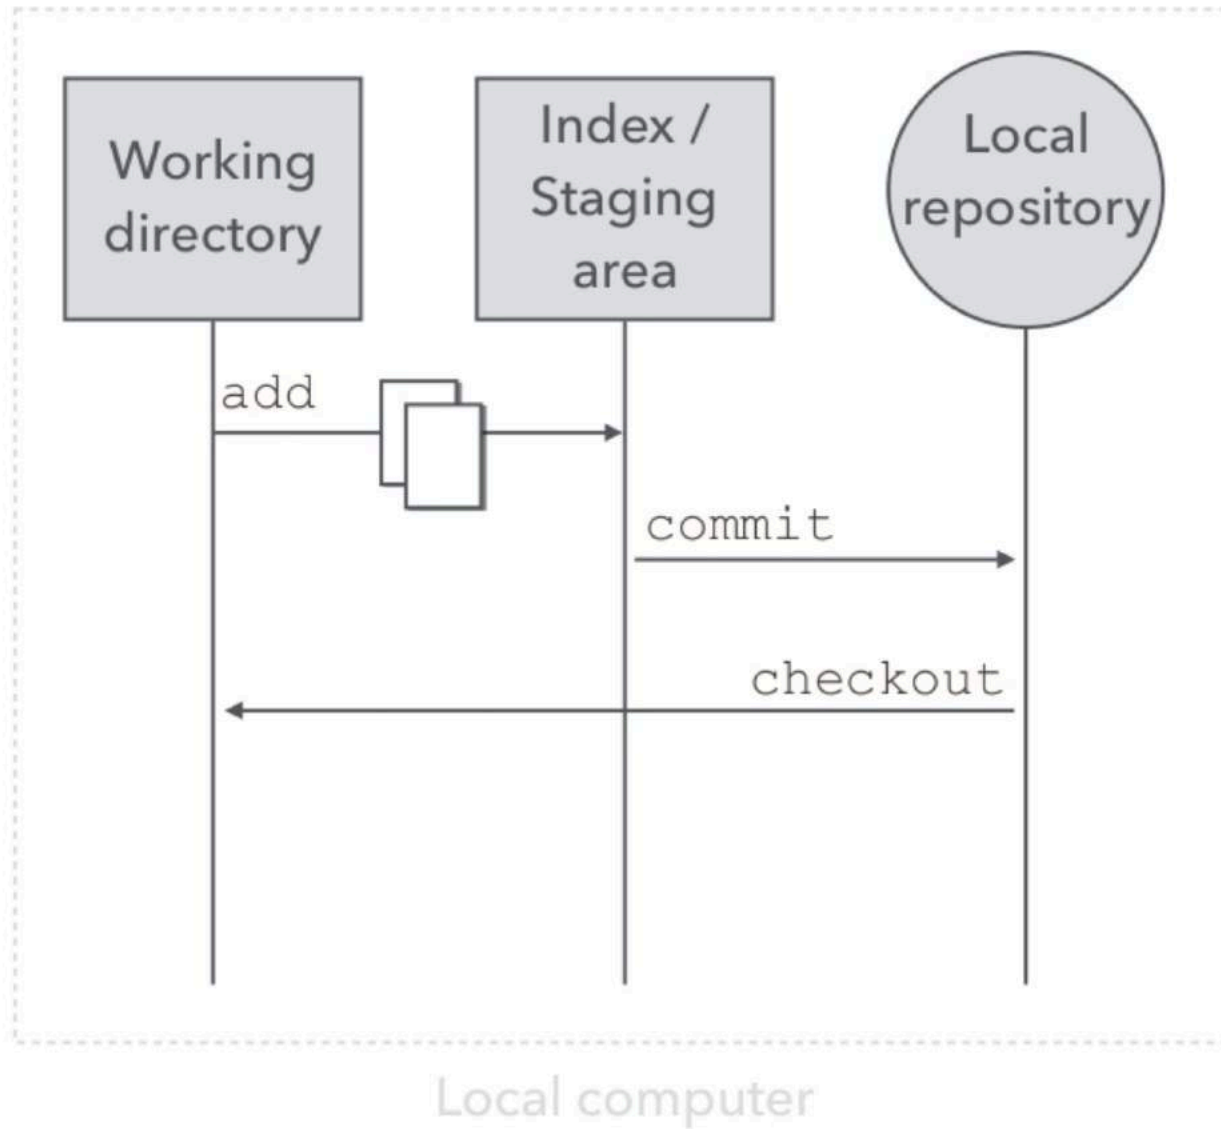 Working
directory
Index /
Staging
area
Local
repository
add
commit
checkout
Local computer